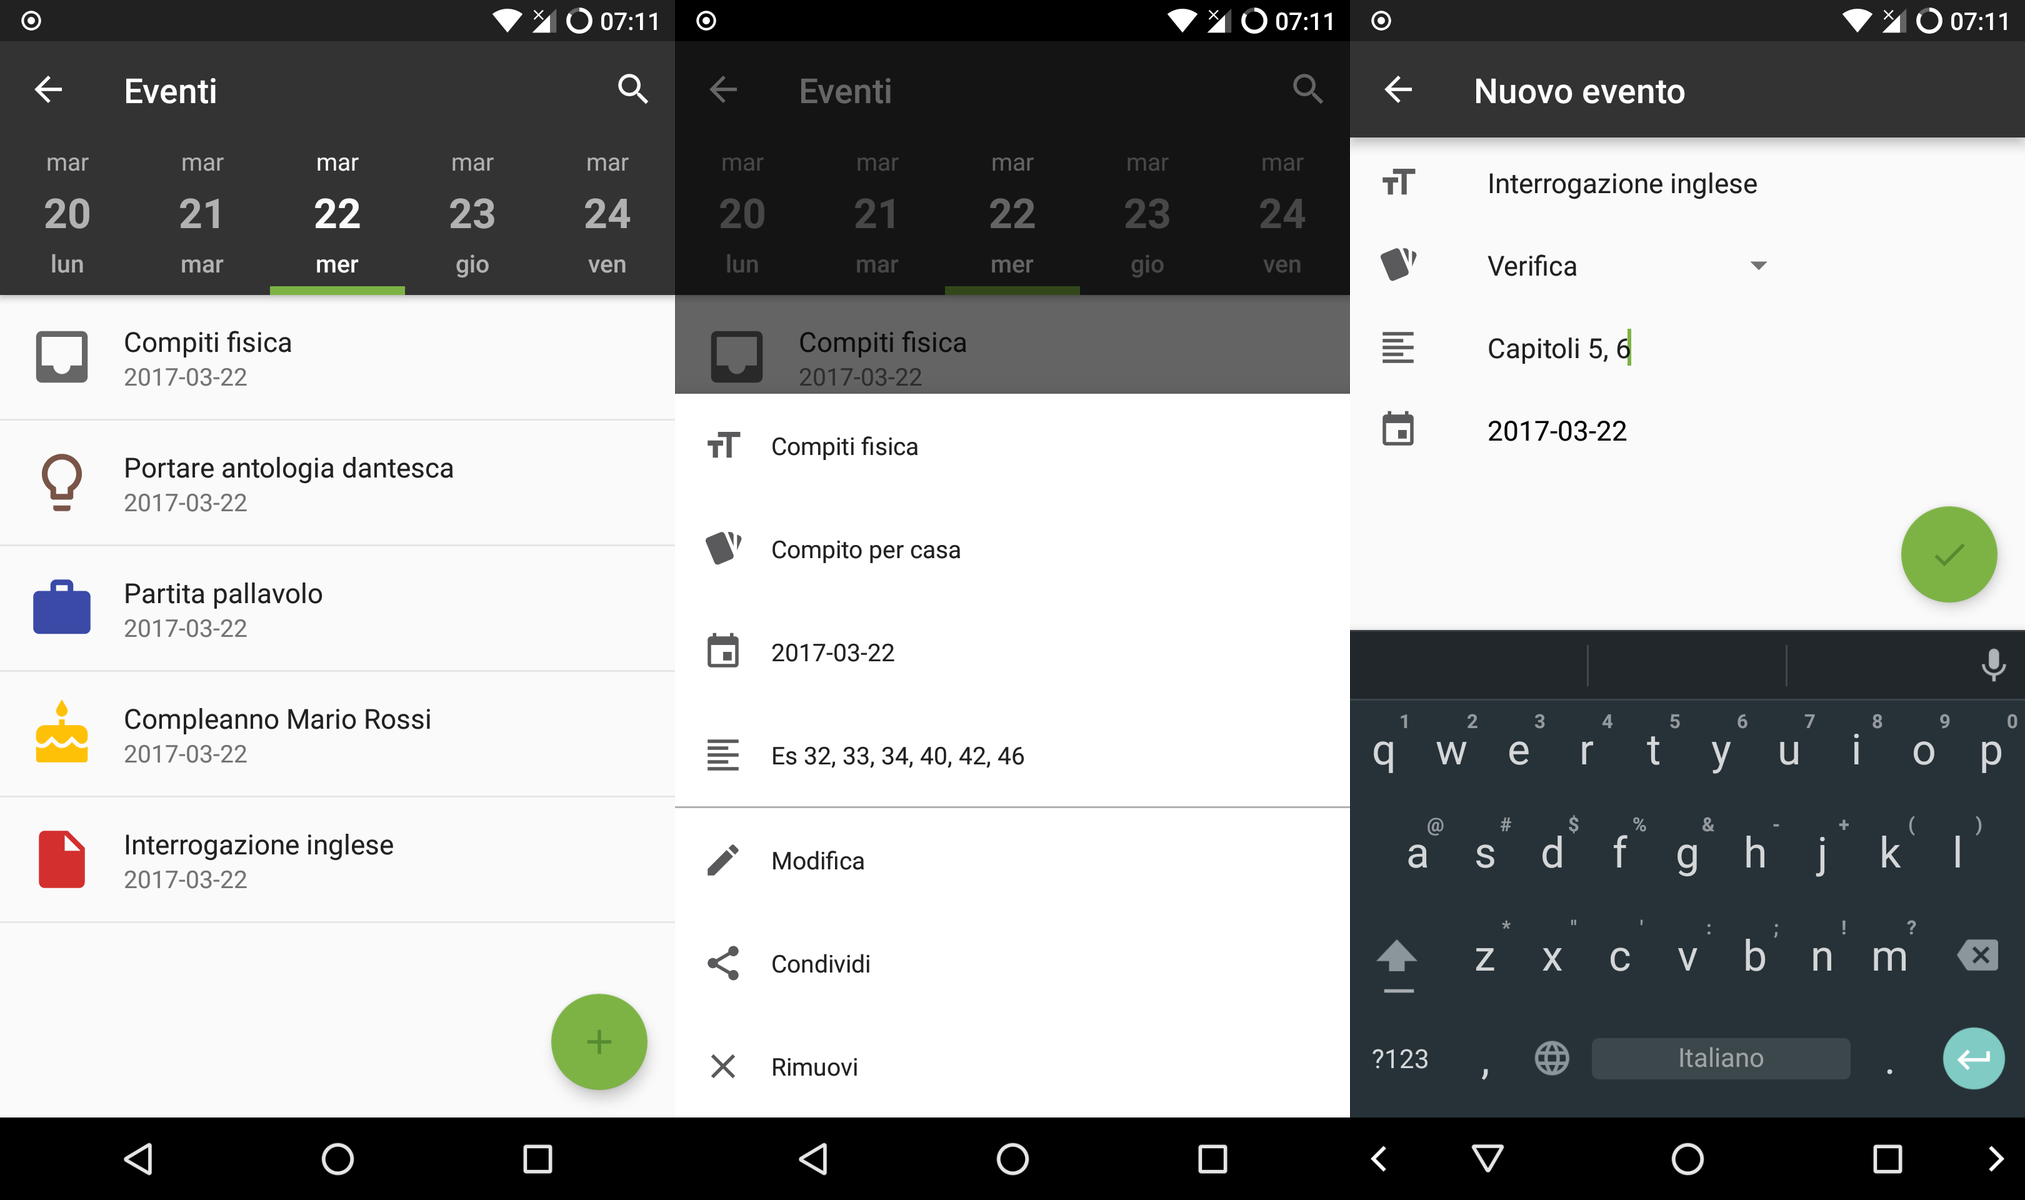 07:11
Eventi
mar mar mar mar mar
20 21 22 23 24
lun mar mer gio ven
Compiti fisica
2017-03-22
Portare antologia dantesca
2017-03-22
Partita pallavolo
2017-03-22
Compleanno Mario Rossi
2017-03-22
Interrogazione inglese
2017-03-22
07:11
Eventi
mar mar mar mar mar
20 21 22 23 24
lun mar mer gio ven
Compiti fisica
2017-03-22
Compiti fisica
Compito per casa
2017-03-22
Es 32, 33, 34, 40, 42, 46
Modifica
Condividi
Rimuovi
07:11
Nuovo evento
Interrogazione inglese
Verifica
Capitoli 5, 6
2017-03-22
1 2 3 4 5 6 7 8 9 0
q w e r t y u i o p
@ # $ % & - + ( )
a s d f g h j k l
* " ' : ; ! ?
z x c v b n m
?123 , Italiano .